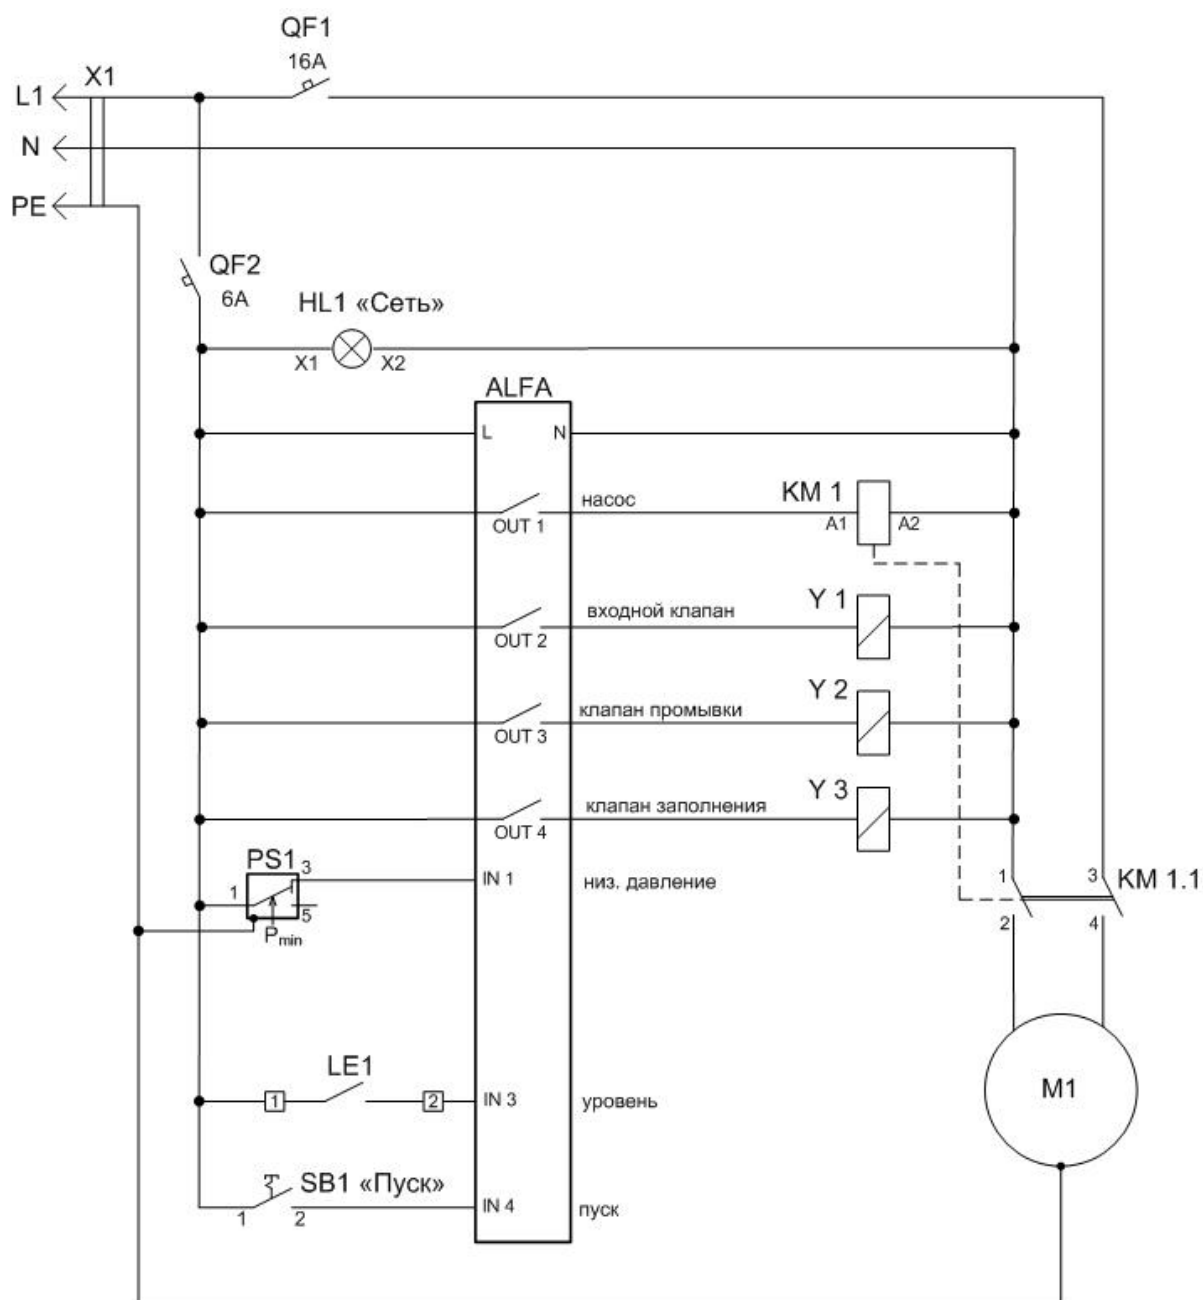 QF1
16A
X1
L1
N
PE
QF2
6A
HL1 «Сеть»
X1
X2
ALFA
L
N
насос
OUT 1
KM 1
A1
A2
входной клапан
OUT 2
Y 1
клапан промывки
OUT 3
Y 2
клапан заполнения
OUT 4
Y 3
PS1
3
1
5
Pmin
IN 1
низ. давление
1
3
KM 1.1
2
4
LE1
1
2
IN 3
уровень
M1
SB1 «Пуск»
1
2
IN 4
пуск